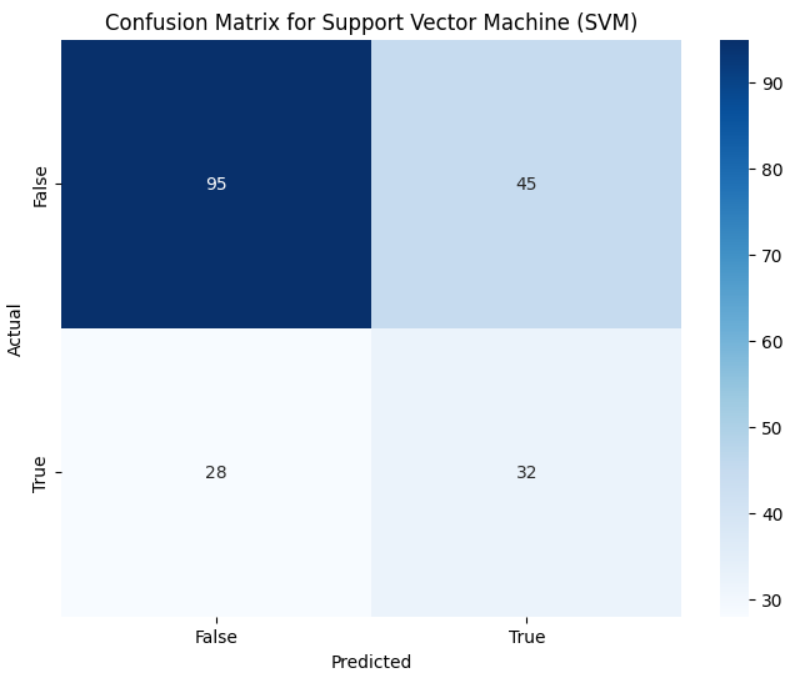 Confusion Matrix for Support Vector Machine (SVM)
False
95
45
90
80
70
60
50
40
30
Actual
True
28
32
False
True
Predicted